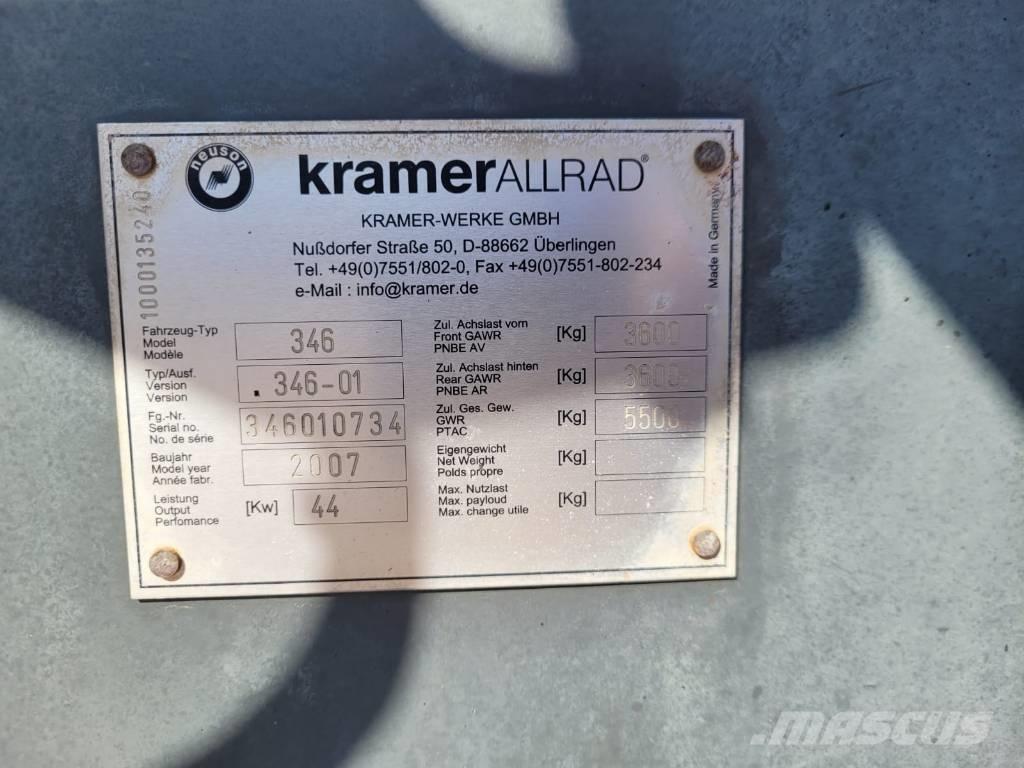 neuson
kramerALLRAD®
KRAMER-WERKE GMBH
Nußdorfer Straße 50, D-88662 Überlingen
Tel. +49(0)7551/802-0, Fax +49(0)7551-802-234
e-Mail : info@kramer.de
Made in Germany
1000135240
Fahrzeug-Typ
Model
Modèle
346
Typ/Ausf.
Version
Version
.346-01
Fg.-Nr.
Serial no.
No. de série
346010734
Baujahr
Model year
Année fabr.
2007
Leistung
Output
Perfomance
[Kw] 44
Zul. Achslast vorn
Front GAWR
PNBE AV
[Kg] 3600
Zul. Achslast hinten
Rear GAWR
PNBE AR
[Kg] 3600
Zul. Ges. Gew.
GWR
PTAC
[Kg] 5500
Eigengewicht
Net Weight
Polds propre
[Kg]
Max. Nutzlast
Max. payloud
Max. change utile
[Kg]
MASCUS